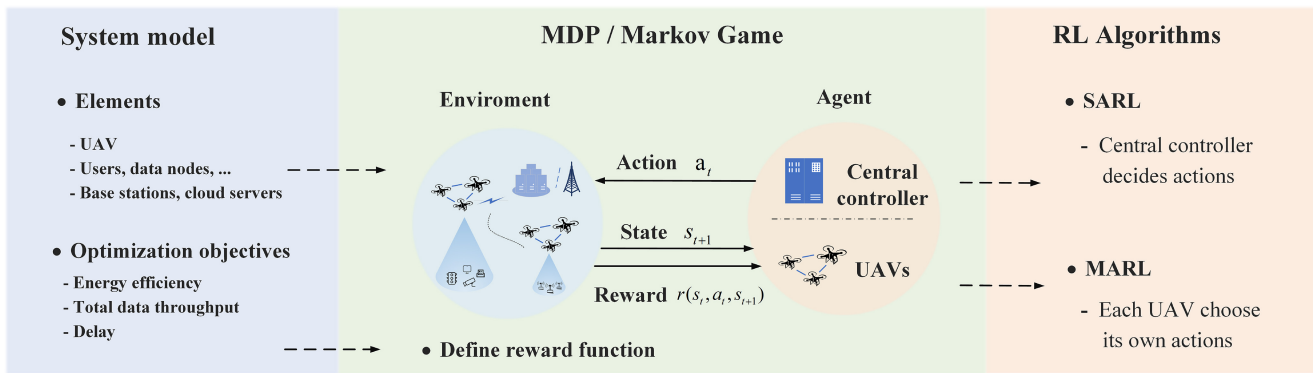 System model
• Elements
- UAV
- Users, data nodes, ...
- Base stations, cloud servers
• Optimization objectives
- Energy efficiency
- Total data throughput
- Delay
MDP / Markov Game
Enviroment
Agent
Action a_t
State s_{t+1}
Reward r(s_t, a_t, s_{t+1})
Central
controller
UAVs
• Define reward function
RL Algorithms
• SARL
- Central controller
decides actions
• MARL
- Each UAV choose
its own actions